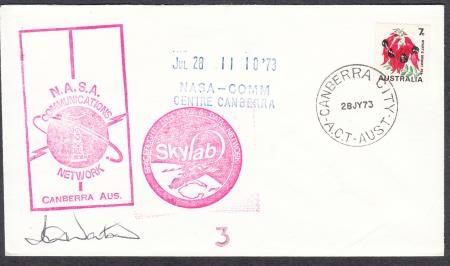 N.A.S.A.
COMMUNICATIONS
NETWORK
CANBERRA AUS.
JUL 28 11 10 '73
NASA-COMM
CENTRE CANBERRA
Skylab
7c
AUSTRALIA
CANBERRA CITY
28JY73
A.C.T-AUST.
3